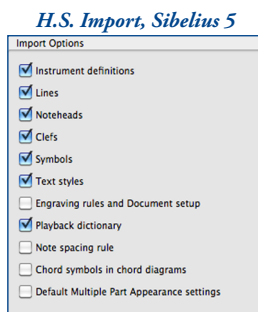 H.S. Import, Sibelius 5
Import Options
Instrument definitions
Lines
Noteheads
Clefs
Symbols
Text styles
Engraving rules and Document setup
Playback dictionary
Note spacing rule
Chord symbols in chord diagrams
Default Multiple Part Appearance settings